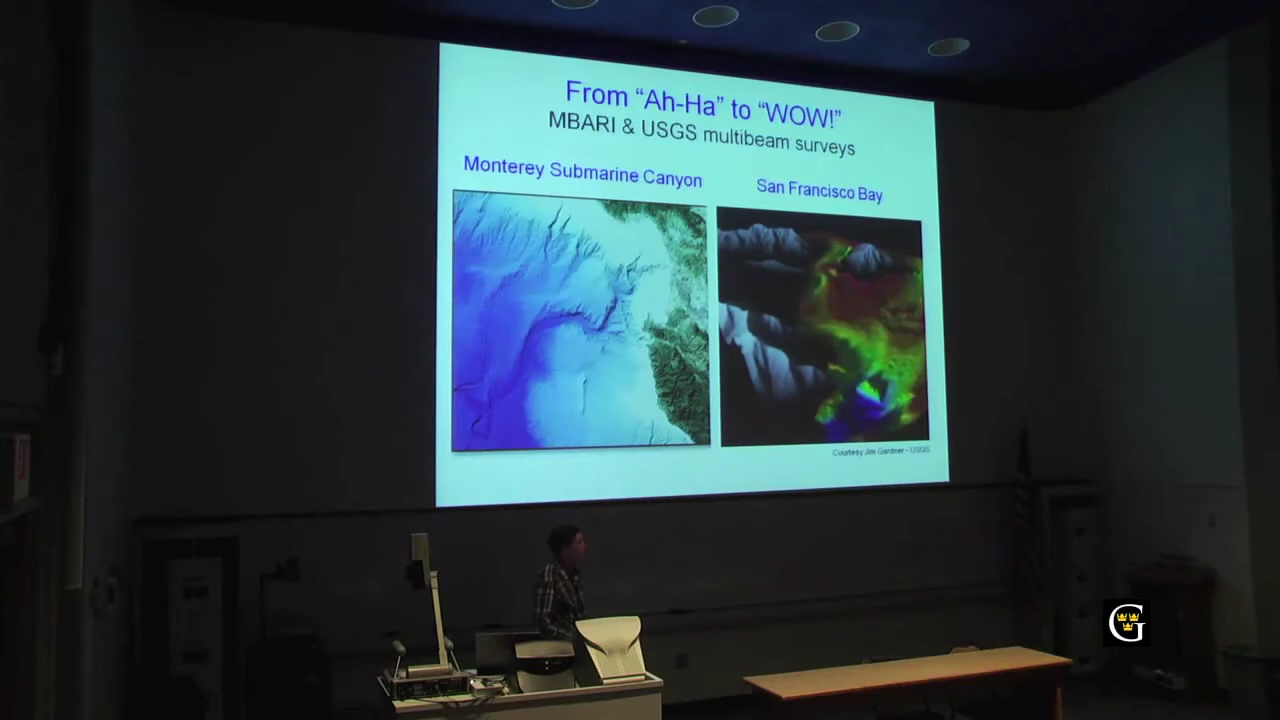 From “Ah-Ha” to “WOW!”
MBARI & USGS multibeam surveys
Monterey Submarine Canyon
San Francisco Bay
Courtesy Jim Gardner - USGS
G